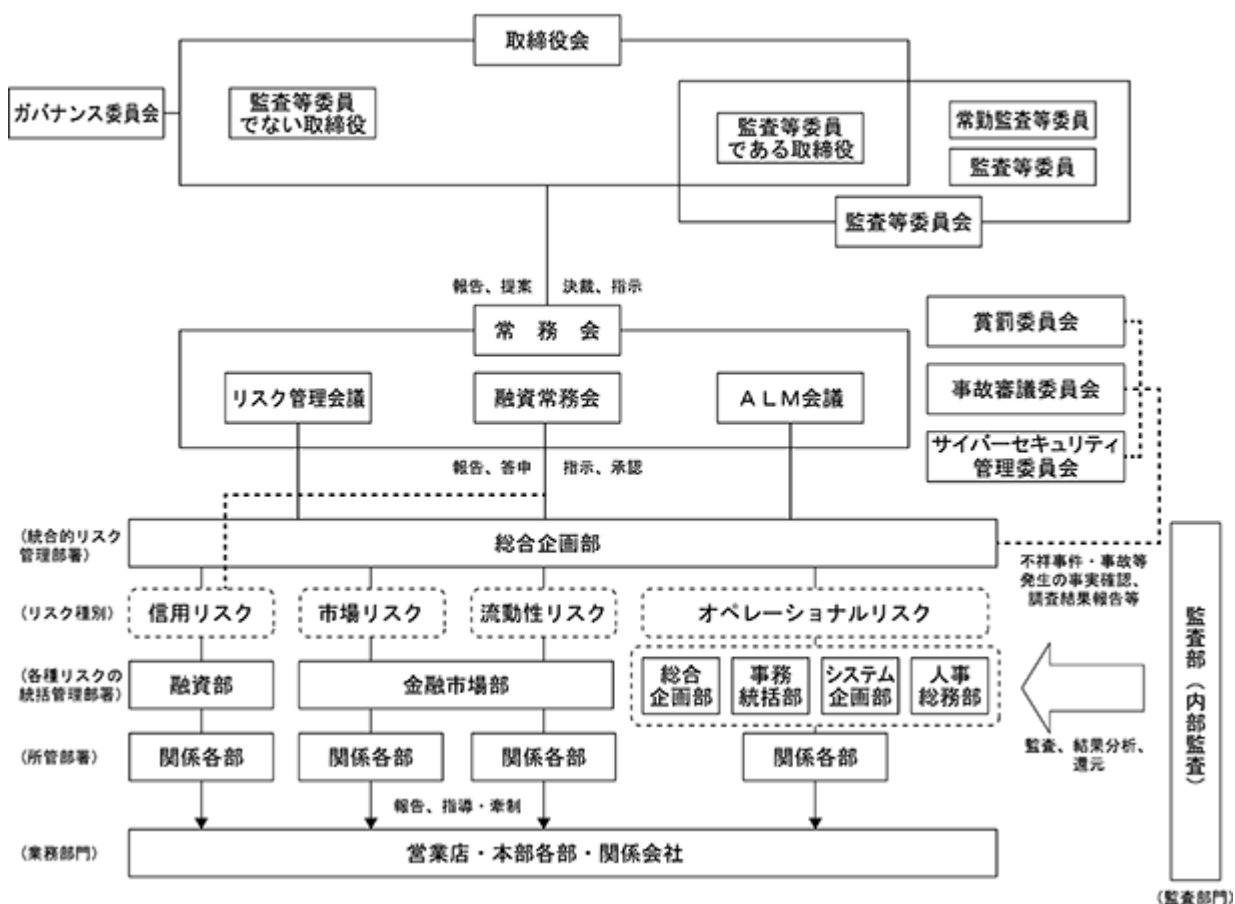 取締役会
ガバナンス委員会
監査等委員
でない取締役
監査等委員
である取締役
常勤監査等委員
監査等委員
監査等委員会
報告、提案
決裁、指示
常 務 会
リスク管理会議
融資常務会
ALM会議
賞罰委員会
事故審議委員会
サイバーセキュリティ
管理委員会
報告、答申
指示、承認
(統合的リスク
管理部署)
総合企画部
不祥事件・事故等
発生の事実確認、
調査結果報告等
(リスク種別)
信用リスク
市場リスク
流動性リスク
オペレーショナルリスク
(各種リスクの
統括管理部署)
融資部
金融市場部
総合
企画部
事務
統括部
システム
企画部
人事
総務部
監査、結果分析、
還元
(所管部署)
関係各部
関係各部
関係各部
関係各部
報告、指導・牽制
(業務部門)
営業店・本部各部・関係会社
監査部(内部監査)
(監査部門)